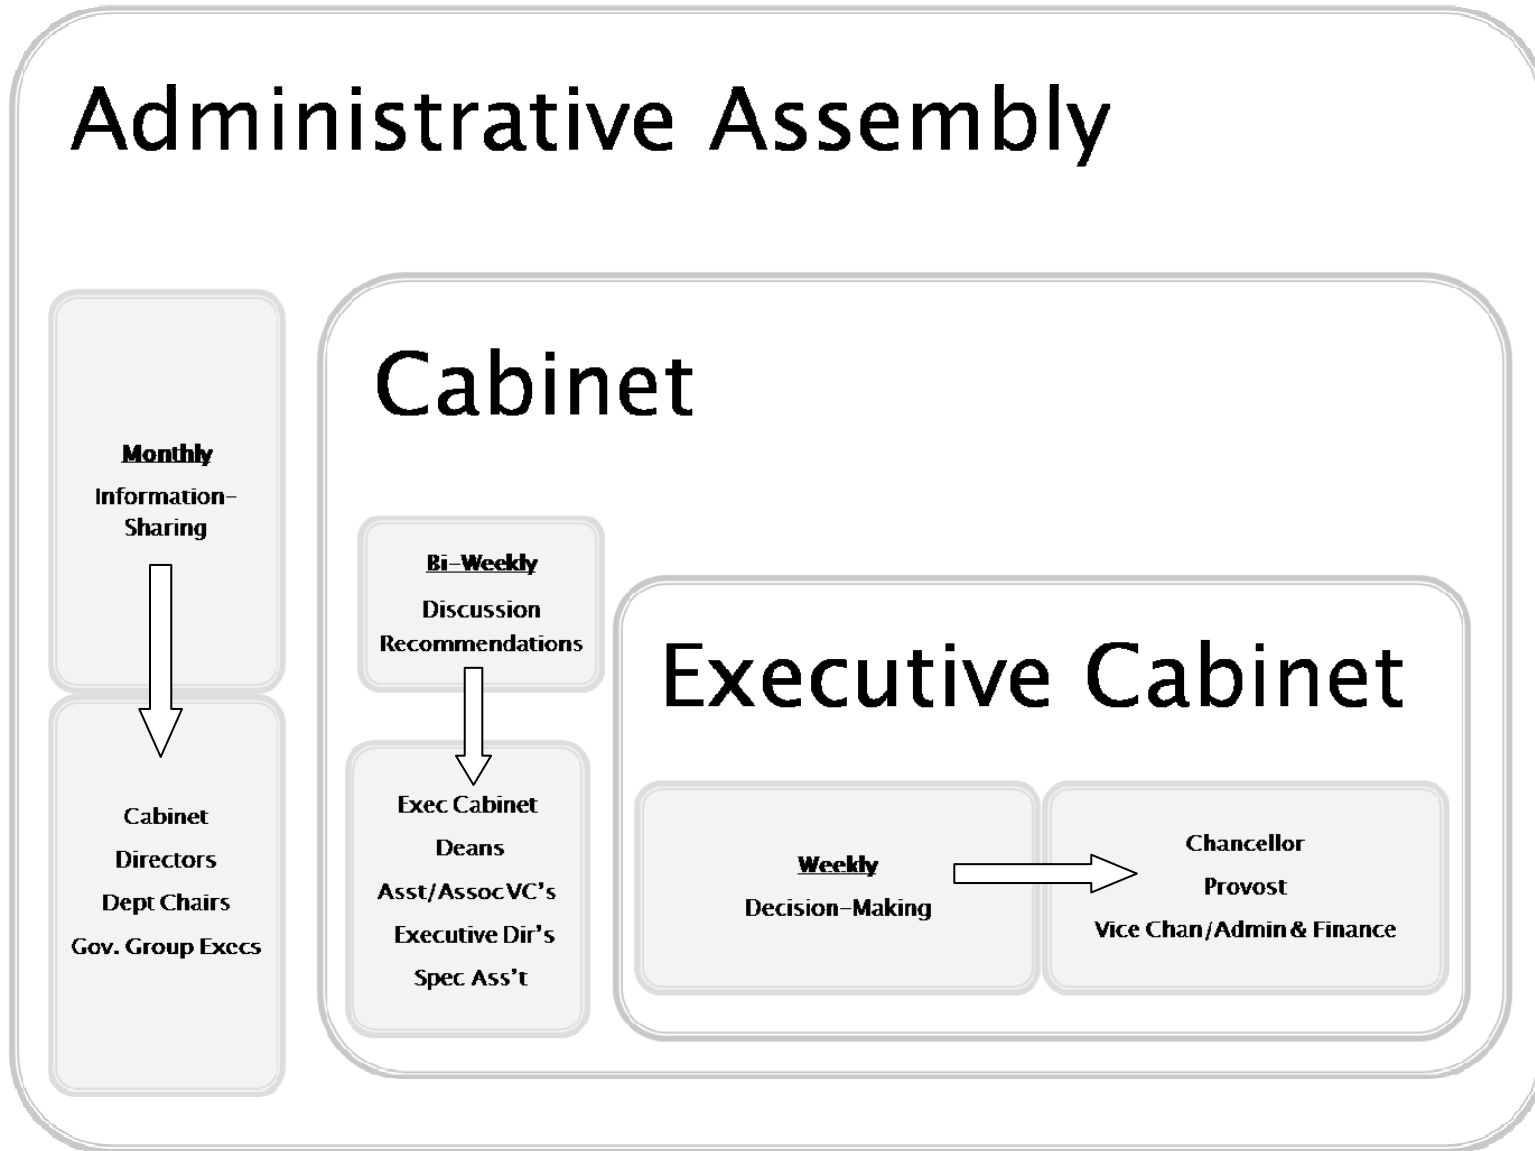 Administrative Assembly
Monthly
Information-
Sharing
Cabinet
Directors
Dept Chairs
Gov. Group Execs
Cabinet
Bi-Weekly
Discussion
Recommendations
Exec Cabinet
Deans
Asst/Assoc VC's
Executive Dir's
Spec Ass't
Executive Cabinet
Weekly
Decision-Making
Chancellor
Provost
Vice Chan/Admin & Finance